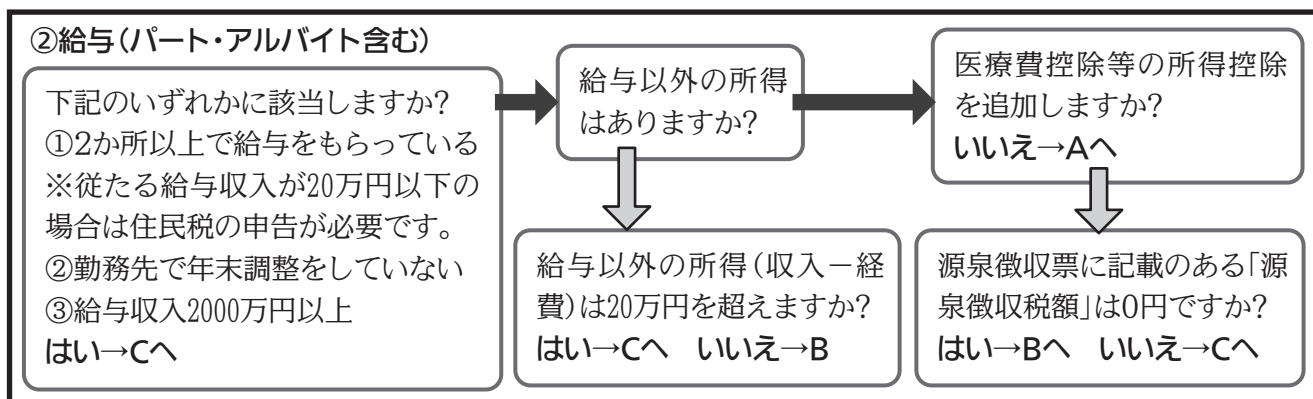 ②給与(パート・アルバイト含む)
下記のいずれかに該当しますか?
①2か所以上で給与をもらっている
※従たる給与収入が20万円以下の
場合は住民税の申告が必要です。
②勤務先で年末調整をしていない
③給与収入2000万円以上
はい→Cへ
給与以外の所得
はありますか?
給与以外の所得(収入-経
費)は20万円を超えますか?
はい→Cへ いいえ→B
医療費控除等の所得控除
を追加しますか?
いいえ→Aへ
源泉徴収票に記載のある「源
泉徴収税額」は0円ですか?
はい→Bへ いいえ→Cへ